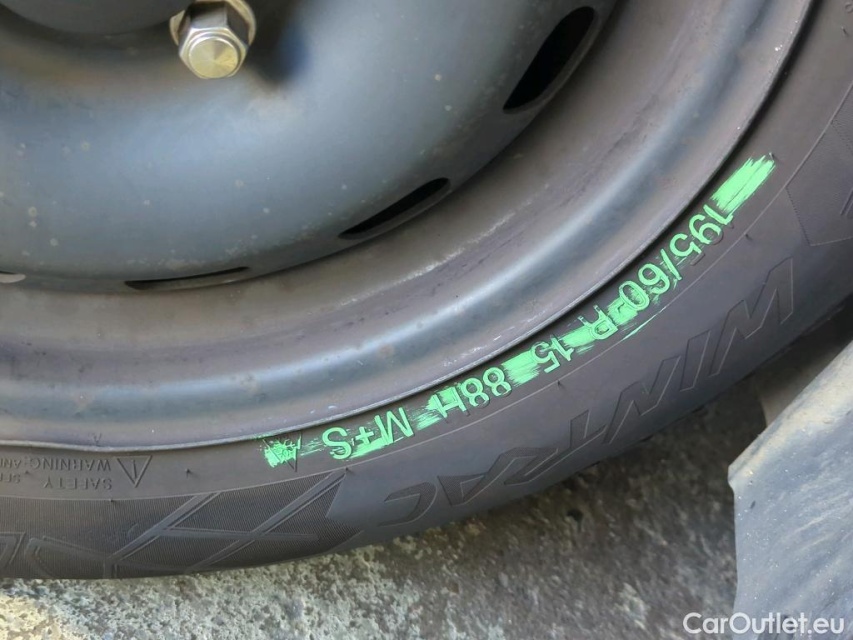 195/60 R 15 88H M+S
WINTRAC
WARNING:
SAFETY
CarOutlet.eu